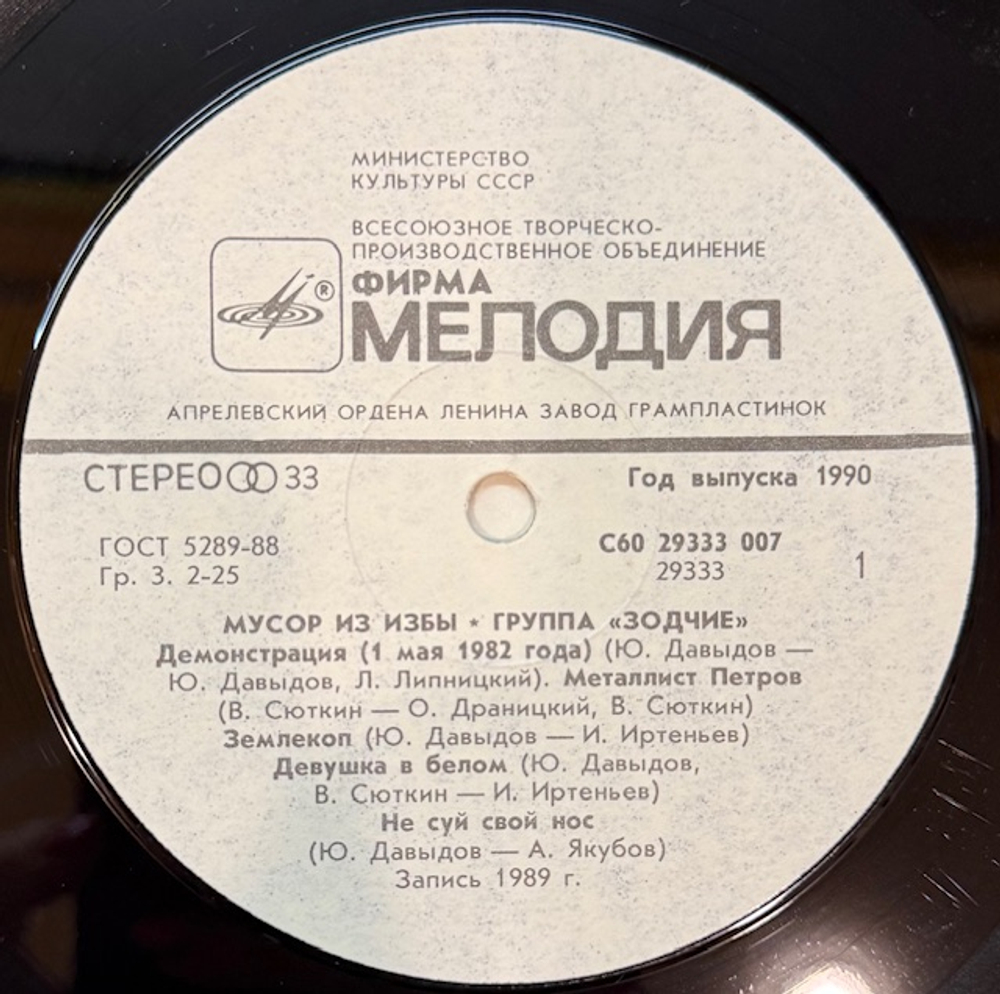 МИНИСТЕРСТВО
КУЛЬТУРЫ СССР
ВСЕСОЮЗНОЕ ТВОРЧЕСКО-
ПРОИЗВОДСТВЕННОЕ ОБЪЕДИНЕНИЕ
®
ФИРМА
МЕЛОДИЯ
АПРЕЛЕВСКИЙ ОРДЕНА ЛЕНИНА ЗАВОД ГРАМПЛАСТИНОК
СТЕРЕО 33 Год выпуска 1990
ГОСТ 5289-88 С60 29333 007
Гр. 3. 2-25 29333 1
МУСОР ИЗ ИЗБЫ ⋆ ГРУППА «ЗОДЧИЕ»
Демонстрация (1 мая 1982 года) (Ю. Давыдов —
Ю. Давыдов, Л. Липницкий). Металлист Петров
(В. Сюткин — О. Драницкий, В. Сюткин)
Землекоп (Ю. Давыдов — И. Иртеньев)
Девушка в белом (Ю. Давыдов,
В. Сюткин — И. Иртеньев)
Не суй свой нос
(Ю. Давыдов — А. Якубов)
Запись 1989 г.